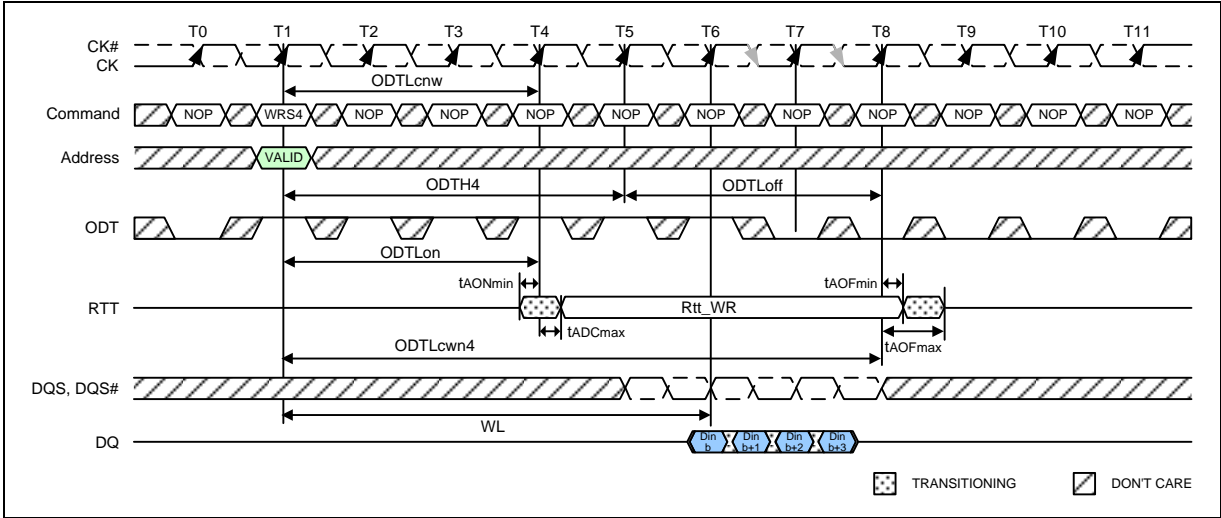 T0 T1 T2 T3 T4 T5 T6 T7 T8 T9 T10 T11
CK#
CK
ODTLcnw
Command NOP WRS4 NOP NOP NOP NOP NOP NOP NOP NOP NOP NOP
Address VALID
ODTH4 ODTLoff
ODT
ODTLon
tAONmin tAOFmin
RTT Rtt_WR
tADCmax tAOFmax
ODTLcwn4
DQS, DQS#
WL
DQ Din b Din b+1 Din b+2 Din b+3
TRANSITIONING DON'T CARE